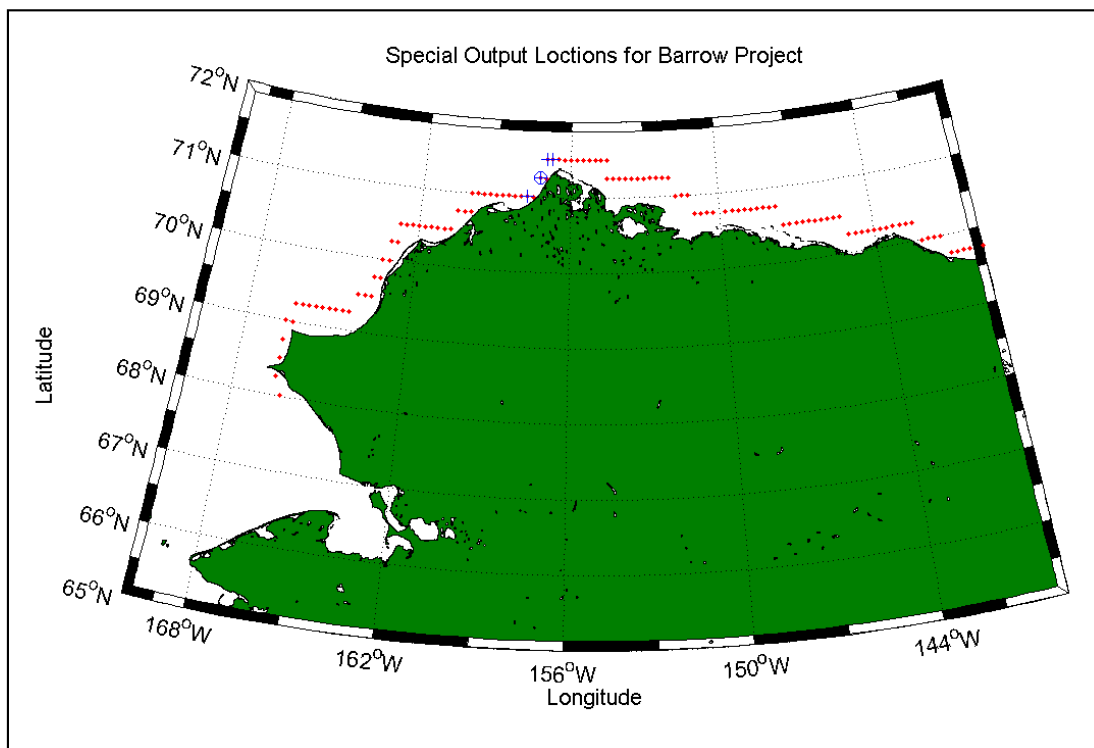 Special Output Loctions for Barrow Project
72°N
71°N
70°N
69°N
68°N
67°N
66°N
65°N
168°W
162°W
156°W
150°W
144°W
Latitude
Longitude